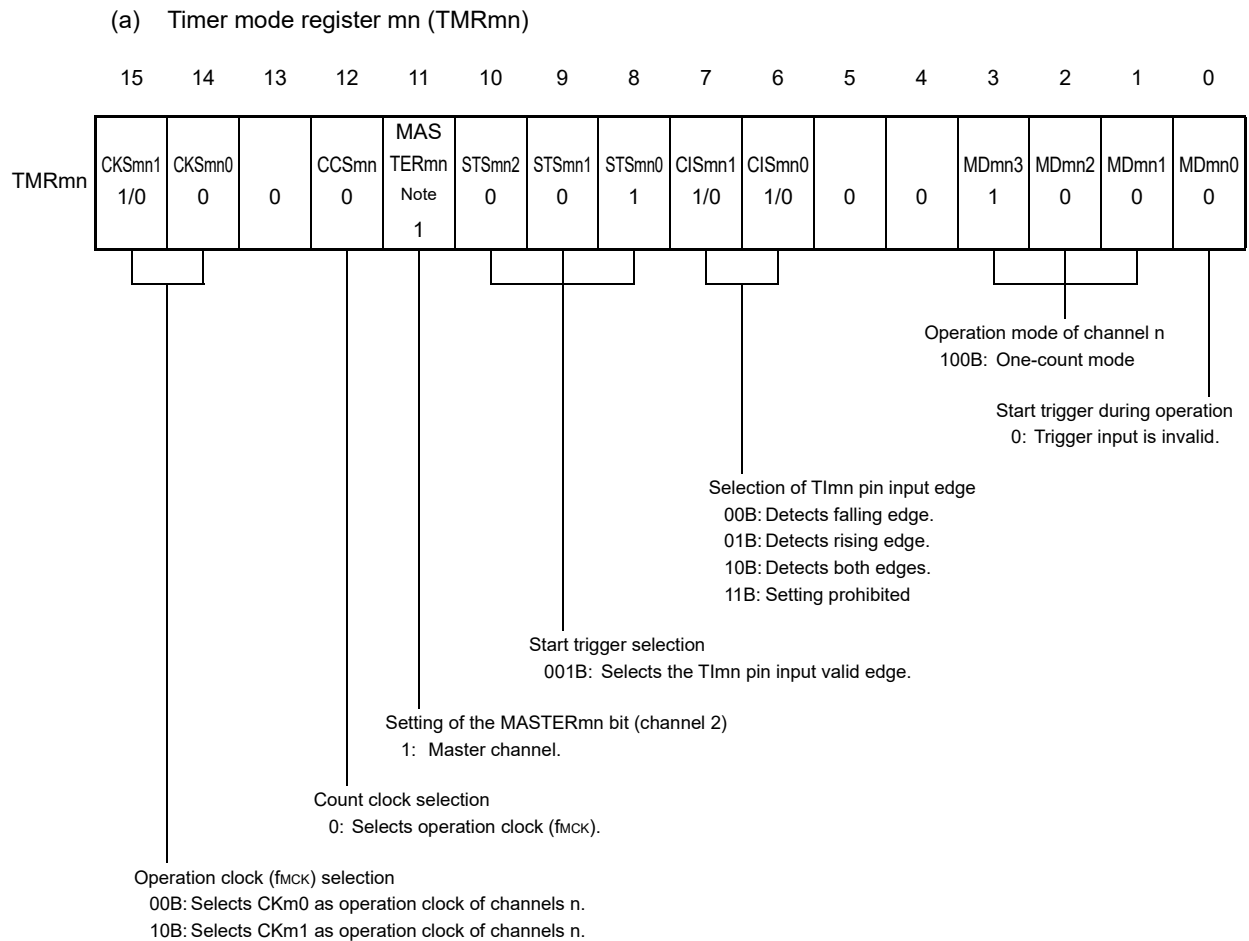 (a) Timer mode register mn (TMRmn)
15 14 13 12 11 10 9 8 7 6 5 4 3 2 1 0
TMRmn
CKSmn1 1/0
CKSmn0 0
0
CCSmn 0
MAS
TERmn
Note
1
STSmn2 0
STSmn1 0
STSmn0 1
CISmn1 1/0
CISmn0 1/0
0
0
MDmn3 1
MDmn2 0
MDmn1 0
MDmn0 0
Operation mode of channel n
100B: One-count mode
Start trigger during operation
0: Trigger input is invalid.
Selection of TImn pin input edge
00B: Detects falling edge.
01B: Detects rising edge.
10B: Detects both edges.
11B: Setting prohibited
Start trigger selection
001B: Selects the TImn pin input valid edge.
Setting of the MASTERmn bit (channel 2)
1: Master channel.
Count clock selection
0: Selects operation clock (fMCK).
Operation clock (fMCK) selection
00B: Selects CKm0 as operation clock of channels n.
10B: Selects CKm1 as operation clock of channels n.